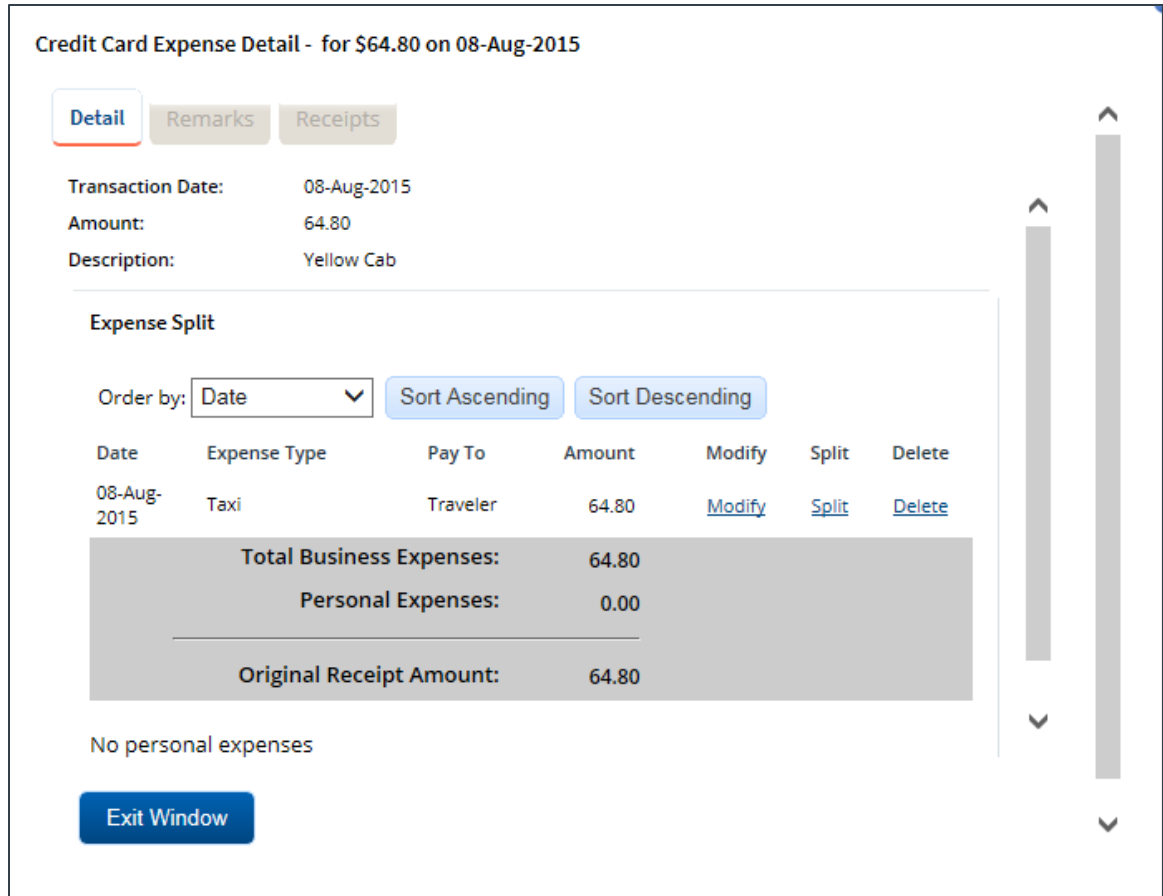 Credit Card Expense Detail - for $64.80 on 08-Aug-2015
Detail Remarks Receipts
Transaction Date: 08-Aug-2015
Amount: 64.80
Description: Yellow Cab
Expense Split
Order by: Date Sort Ascending Sort Descending
Date Expense Type Pay To Amount Modify Split Delete
08-Aug-
2015 Taxi Traveler 64.80 Modify Split Delete
Total Business Expenses: 64.80
Personal Expenses: 0.00
Original Receipt Amount: 64.80
No personal expenses
Exit Window